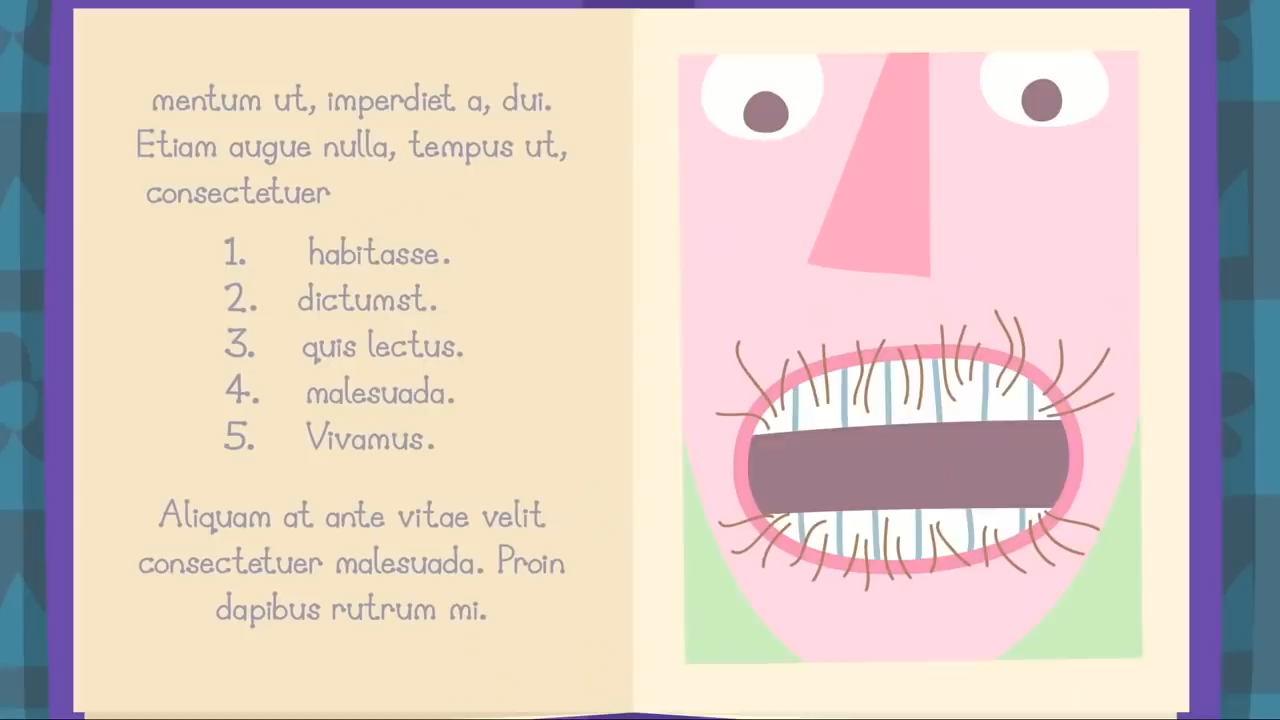 mentum ut, imperdiet a, dui.
Etiam augue nulla, tempus ut,
consectetuer
1. habitasse.
2. dictumst.
3. quis lectus.
4. malesuada.
5. Vivamus.
Aliquam at ante vitae velit
consectetuer malesuada. Proin
dapibus rutrum mi.